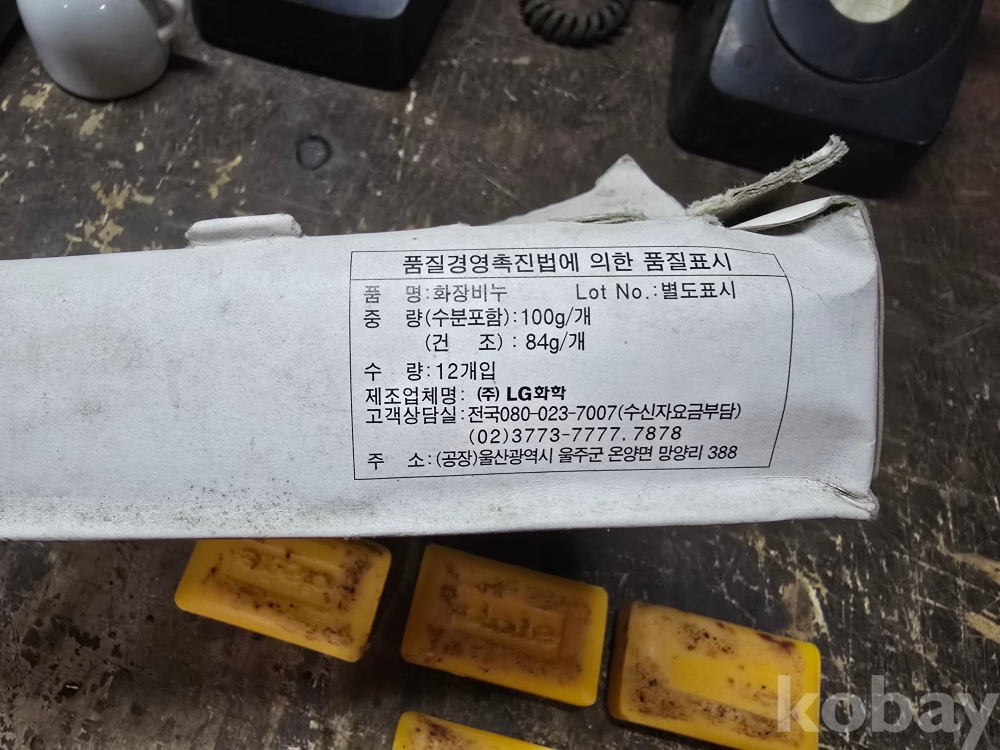 품질경영촉진법에 의한 품질표시
품 명:화장비누 Lot No.:별도표시
중 량(수분포함):100g/개
(건 조) : 84g/개
수 량:12개입
제조업체명: (주) LG화학
고객상담실:전국080-023-7007(수신자요금부담)
(02)3773-7777. 7878
주 소:(공장)울산광역시 울주군 온양면 망양리 388
kobay